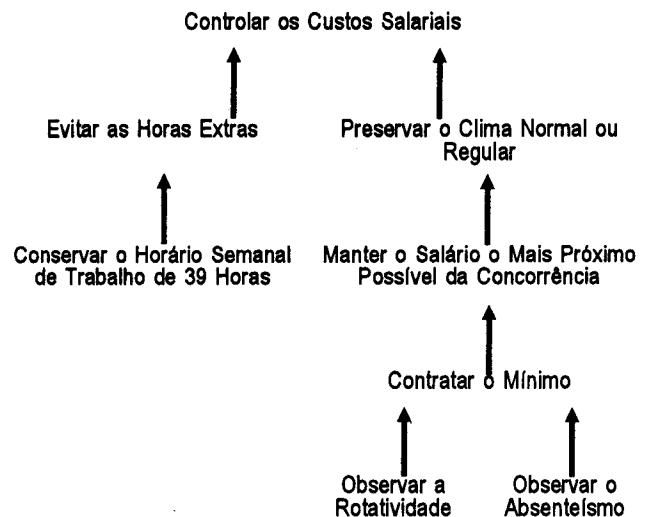 Controlar os Custos Salariais
Evitar as Horas Extras
Preservar o Clima Normal ou
Regular
Conservar o Horário Semanal
de Trabalho de 39 Horas
Manter o Salário o Mais Próximo
Possível da Concorrência
Contratar o Mínimo
Observar a
Rotatividade
Observar o
Absenteísmo